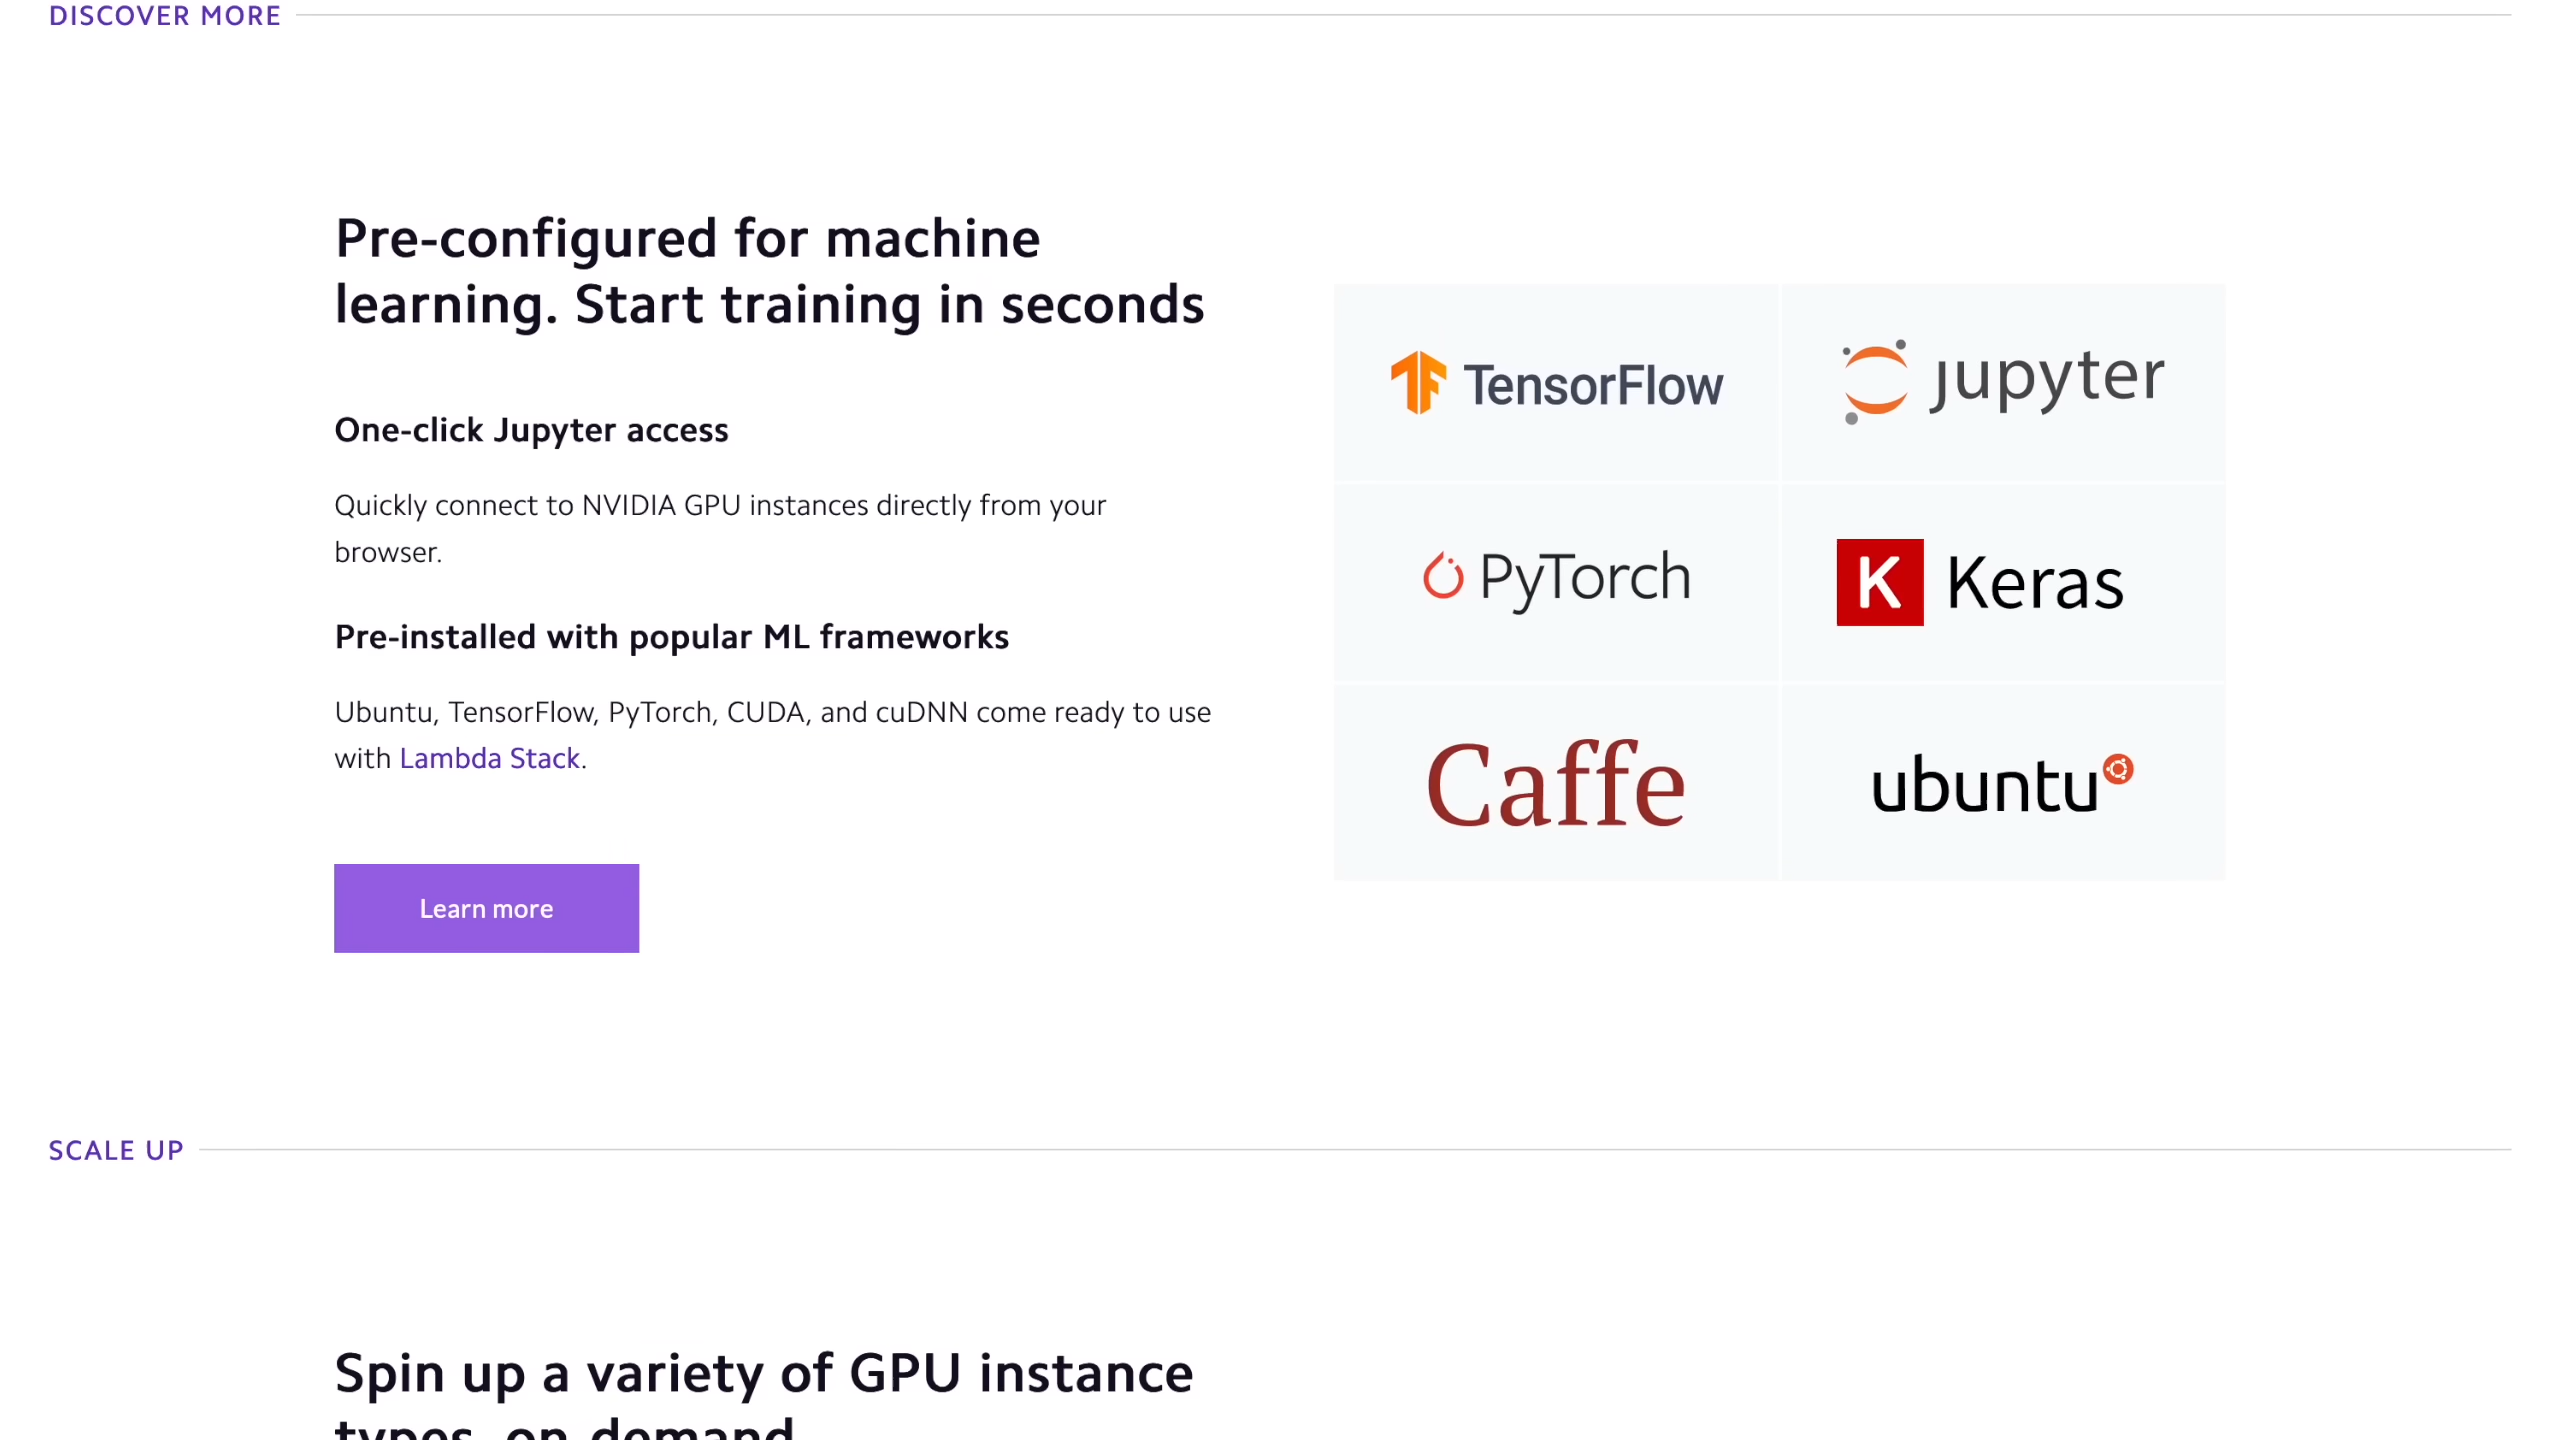 DISCOVER MORE
Pre-configured for machine
learning. Start training in seconds
One-click Jupyter access
Quickly connect to NVIDIA GPU instances directly from your
browser.
Pre-installed with popular ML frameworks
Ubuntu, TensorFlow, PyTorch, CUDA, and cuDNN come ready to use
with Lambda Stack.
Learn more
TensorFlow
jupyter
PyTorch
K Keras
Caffe
ubuntu
SCALE UP
Spin up a variety of GPU instance
types, on-demand